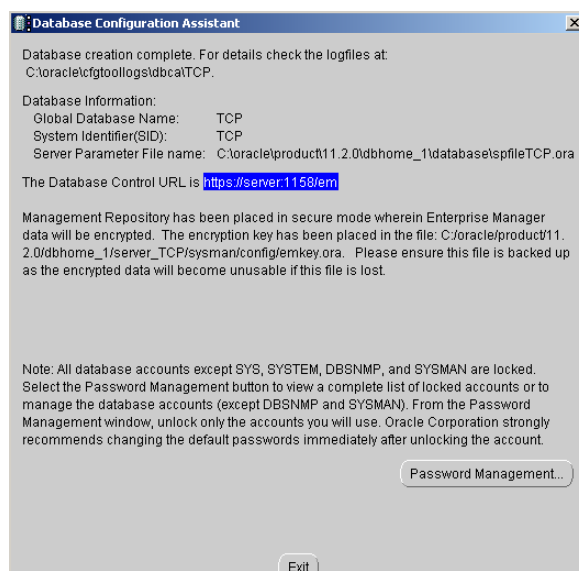 Database Configuration Assistant
Database creation complete. For details check the logfiles at:
C:\oracle\cfgtoollogs\dbca\TCP.
Database Information:
Global Database Name: TCP
System Identifier(SID): TCP
Server Parameter File name: C:\oracle\product\11.2.0\dbhome_1\database\spfileTCP.ora
The Database Control URL is https://server:1158/em
Management Repository has been placed in secure mode wherein Enterprise Manager
data will be encrypted. The encryption key has been placed in the file: C:/oracle/product/11.
2.0/dbhome_1/server_TCP/sysman/config/emkey.ora. Please ensure this file is backed up
as the encrypted data will become unusable if this file is lost.
Note: All database accounts except SYS, SYSTEM, DBSNMP, and SYSMAN are locked.
Select the Password Management button to view a complete list of locked accounts or to
manage the database accounts (except DBSNMP and SYSMAN). From the Password
Management window, unlock only the accounts you will use. Oracle Corporation strongly
recommends changing the default passwords immediately after unlocking the account.
Password Management...
Exit